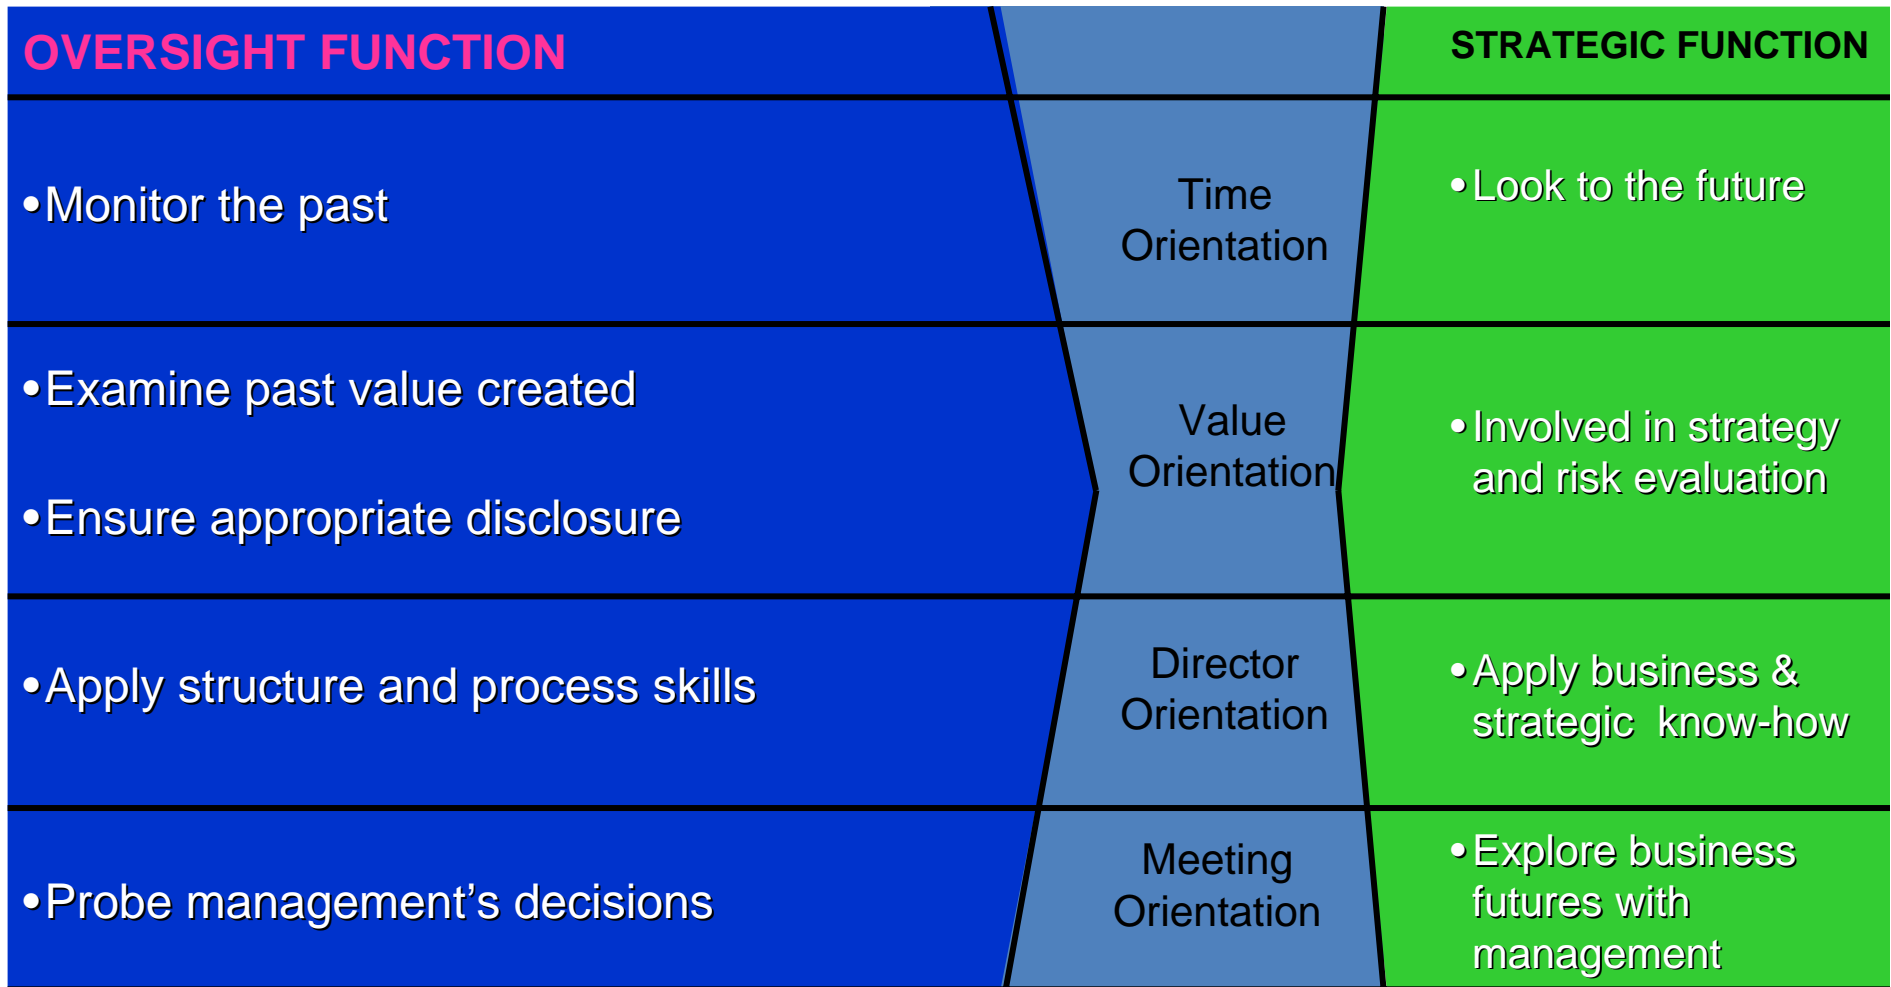 OVERSIGHT FUNCTION
STRATEGIC FUNCTION
•Monitor the past
Time
Orientation
•Look to the future
•Examine past value created
•Ensure appropriate disclosure
Value
Orientation
•Involved in strategy
and risk evaluation
•Apply structure and process skills
Director
Orientation
•Apply business &
strategic  know-how
•Probe management’s decisions
Meeting
Orientation
•Explore business
futures with
management